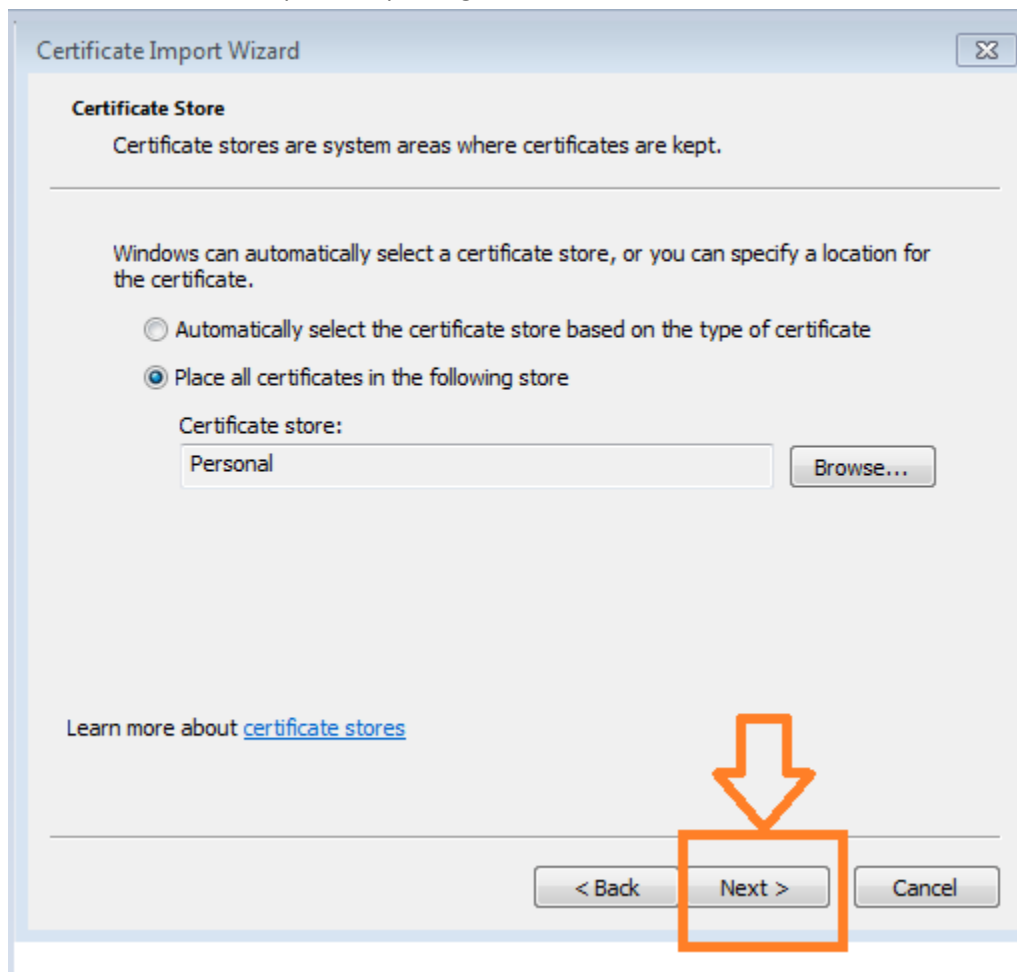 Certificate Import Wizard
Certificate Store
Certificate stores are system areas where certificates are kept.
Windows can automatically select a certificate store, or you can specify a location for
the certificate.
Automatically select the certificate store based on the type of certificate
Place all certificates in the following store
Certificate store:
Personal
Browse...
Learn more about certificate stores
< Back
Next >
Cancel